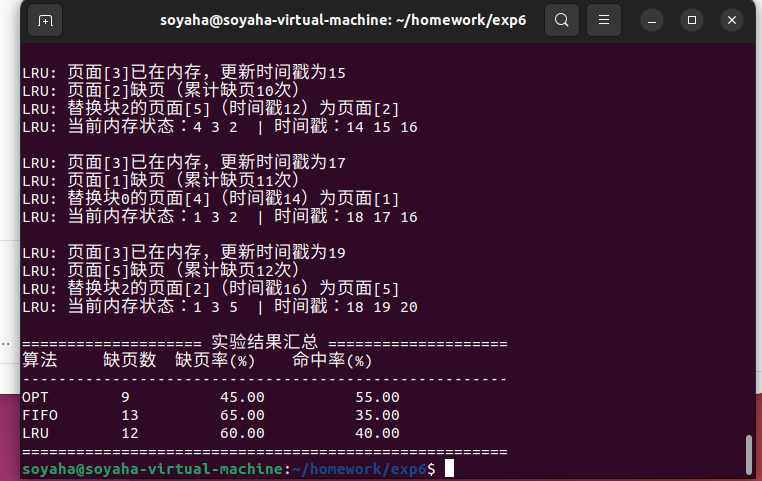 soyaha@soyaha-virtual-machine: ~/homework/exp6
LRU: 页面[3]已在内存，更新时间戳为15
LRU: 页面[2]缺页（累计缺页10次）
LRU: 替换块2的页面[5]（时间戳12）为页面[2]
LRU: 当前内存状态：4 3 2  | 时间戳：14 15 16
LRU: 页面[3]已在内存，更新时间戳为17
LRU: 页面[1]缺页（累计缺页11次）
LRU: 替换块0的页面[4]（时间戳14）为页面[1]
LRU: 当前内存状态：1 3 2  | 时间戳：18 17 16
LRU: 页面[3]已在内存，更新时间戳为19
LRU: 页面[5]缺页（累计缺页12次）
LRU: 替换块2的页面[2]（时间戳16）为页面[5]
LRU: 当前内存状态：1 3 5  | 时间戳：18 19 20
==================== 实验结果汇总 ====================
算法     缺页数  缺页率(%)    命中率(%)
------------------------------------------------------
OPT       9          45.00          55.00
FIFO      13         65.00          35.00
LRU       12         60.00          40.00
======================================================
soyaha@soyaha-virtual-machine:~/homework/exp6$